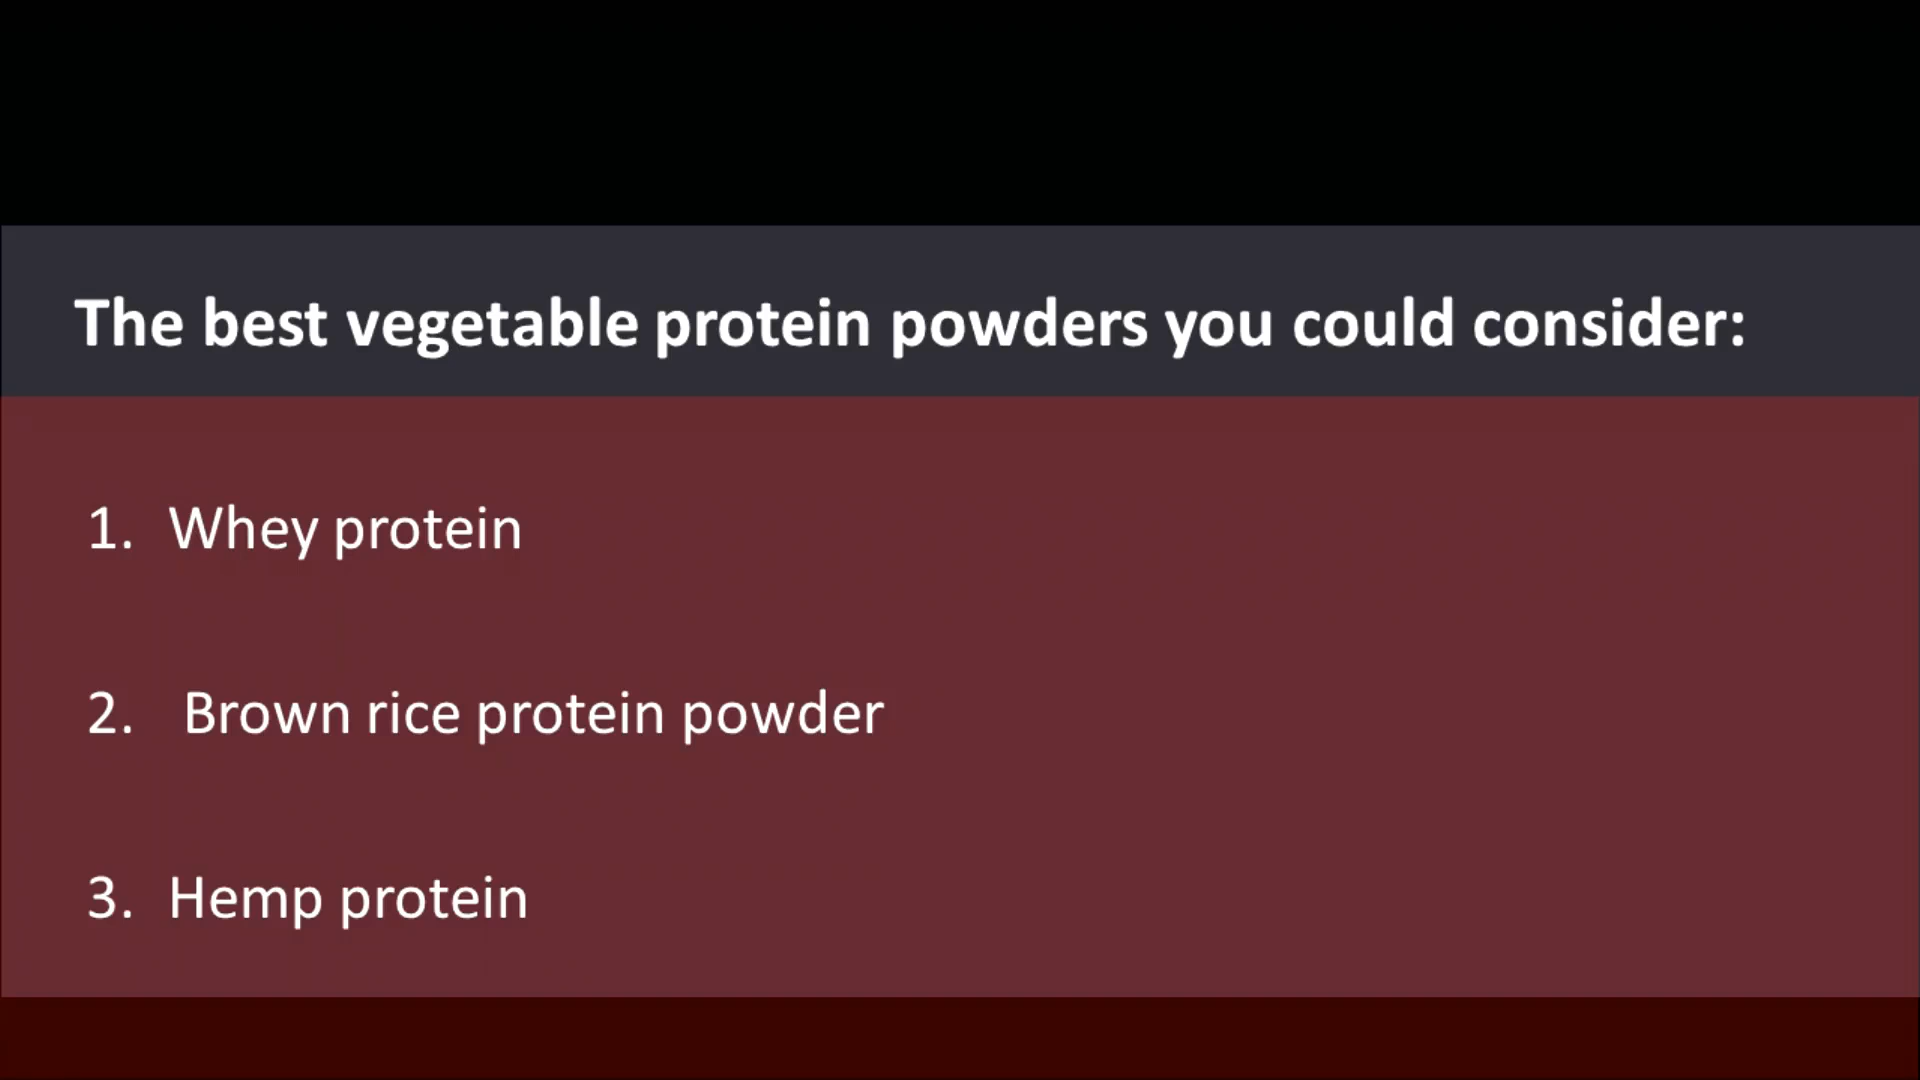 The best vegetable protein powders you could consider:
1. Whey protein
2. Brown rice protein powder
3. Hemp protein